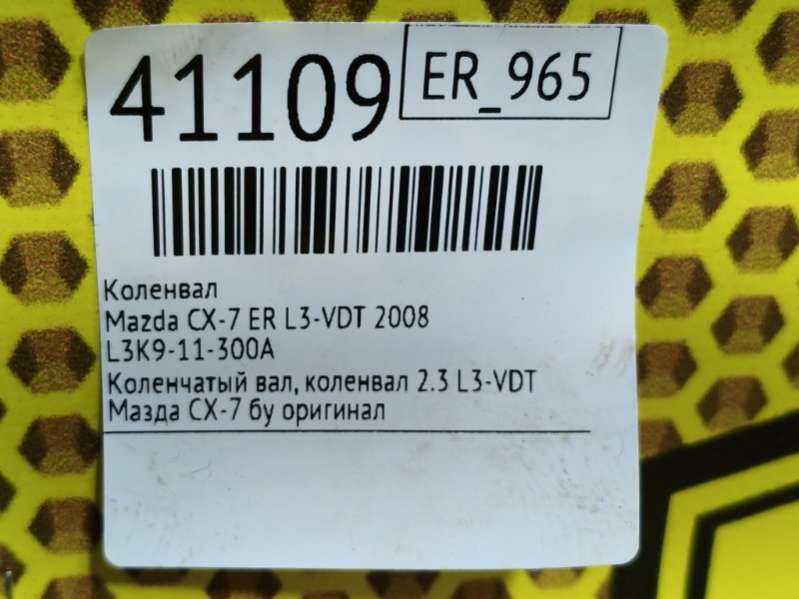 41109
ER_965
Коленвал
Mazda CX-7 ER L3-VDT 2008
L3K9-11-300A
Коленчатый вал, коленвал 2.3 L3-VDT
Мазда СХ-7 бу оригинал